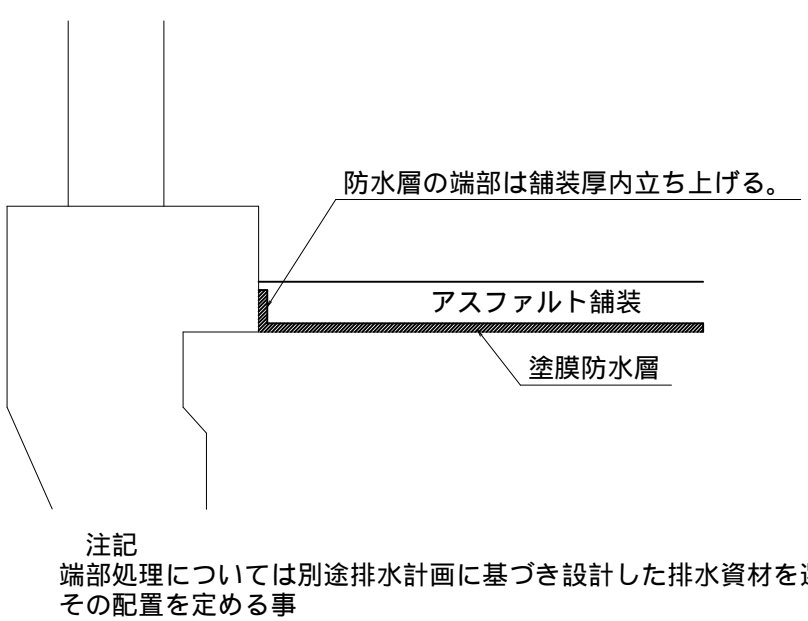 防水層の端部は舗装厚内立ち上げる。
アスファルト舗装
塗膜防水層
注記
端部処理については別途排水計画に基づき設計した排水資材を
その配置を定める事